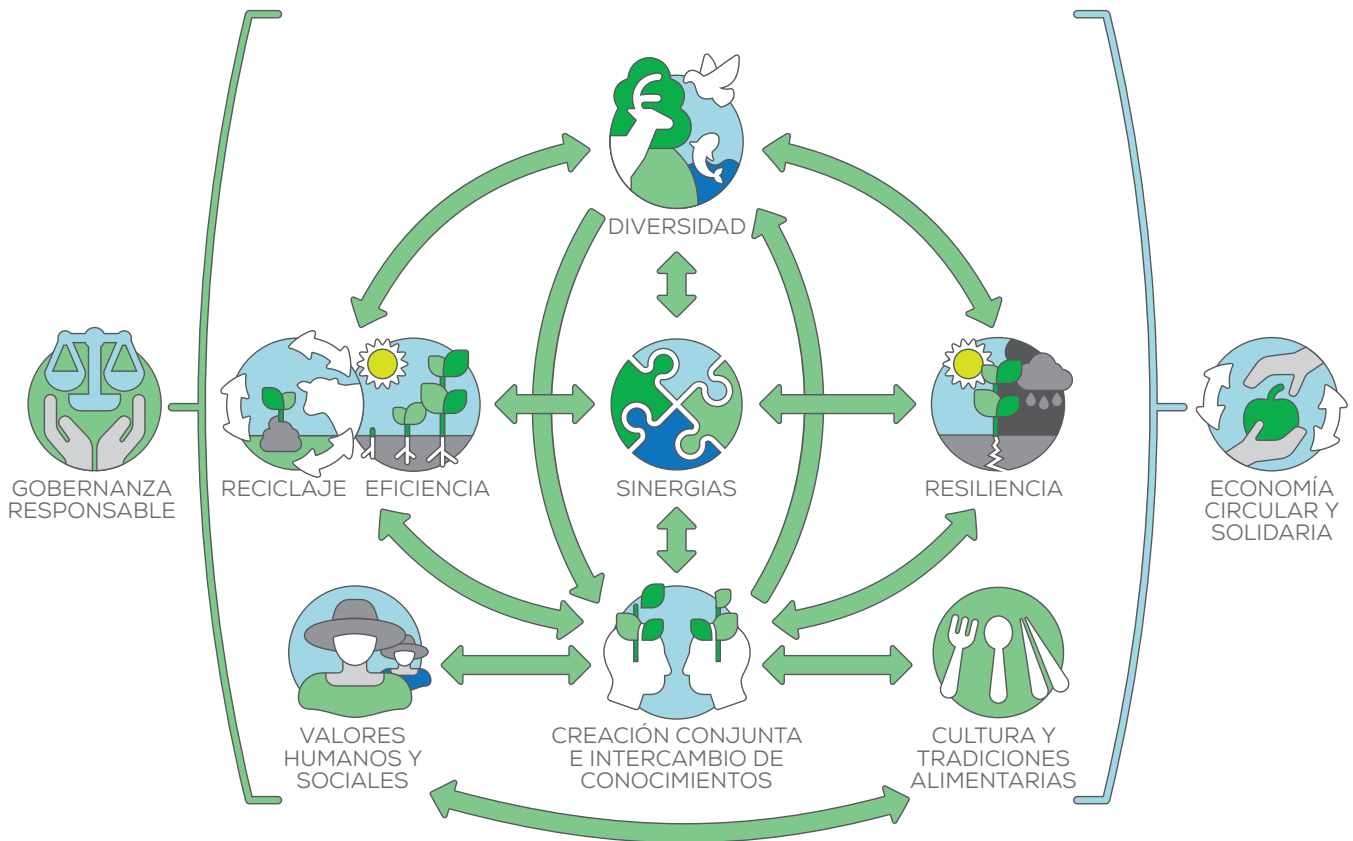 DIVERSIDAD
GOBERNANZA
RESPONSABLE
RECICLAJE
EFICIENCIA
SINERGIAS
RESILIENCIA
ECONOMÍA
CIRCULAR Y
SOLIDARIA
VALORES
HUMANOS Y
SOCIALES
CREACIÓN CONJUNTA
E INTERCAMBIO DE
CONOCIMIENTOS
CULTURA Y
TRADICIONES
ALIMENTARIAS